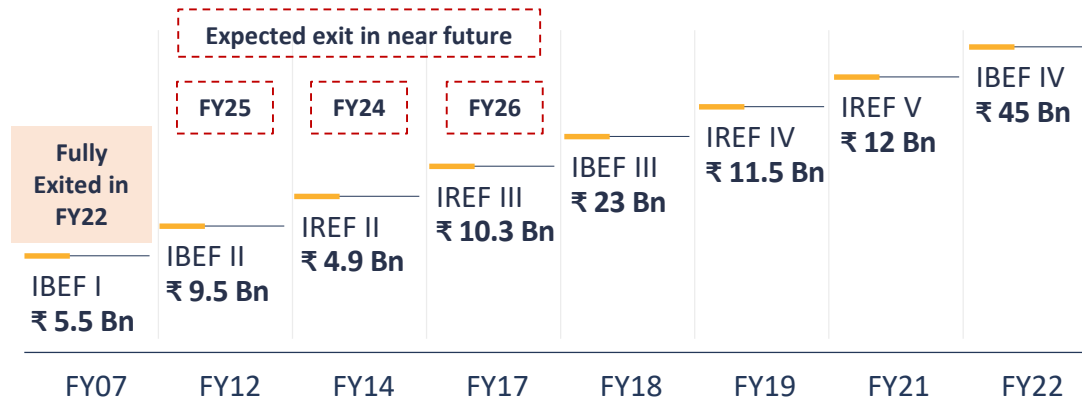 Expected exit in near future
FY25
FY24
FY26
Fully
Exited in
FY22
IBEF I
₹ 5.5 Bn
IBEF II
₹ 9.5 Bn
IREF II
₹ 4.9 Bn
IREF III
₹ 10.3 Bn
IBEF III
₹ 23 Bn
IREF IV
₹ 11.5 Bn
IREF V
₹ 12 Bn
IBEF IV
₹ 45 Bn
FY07
FY12
FY14
FY17
FY18
FY19
FY21
FY22